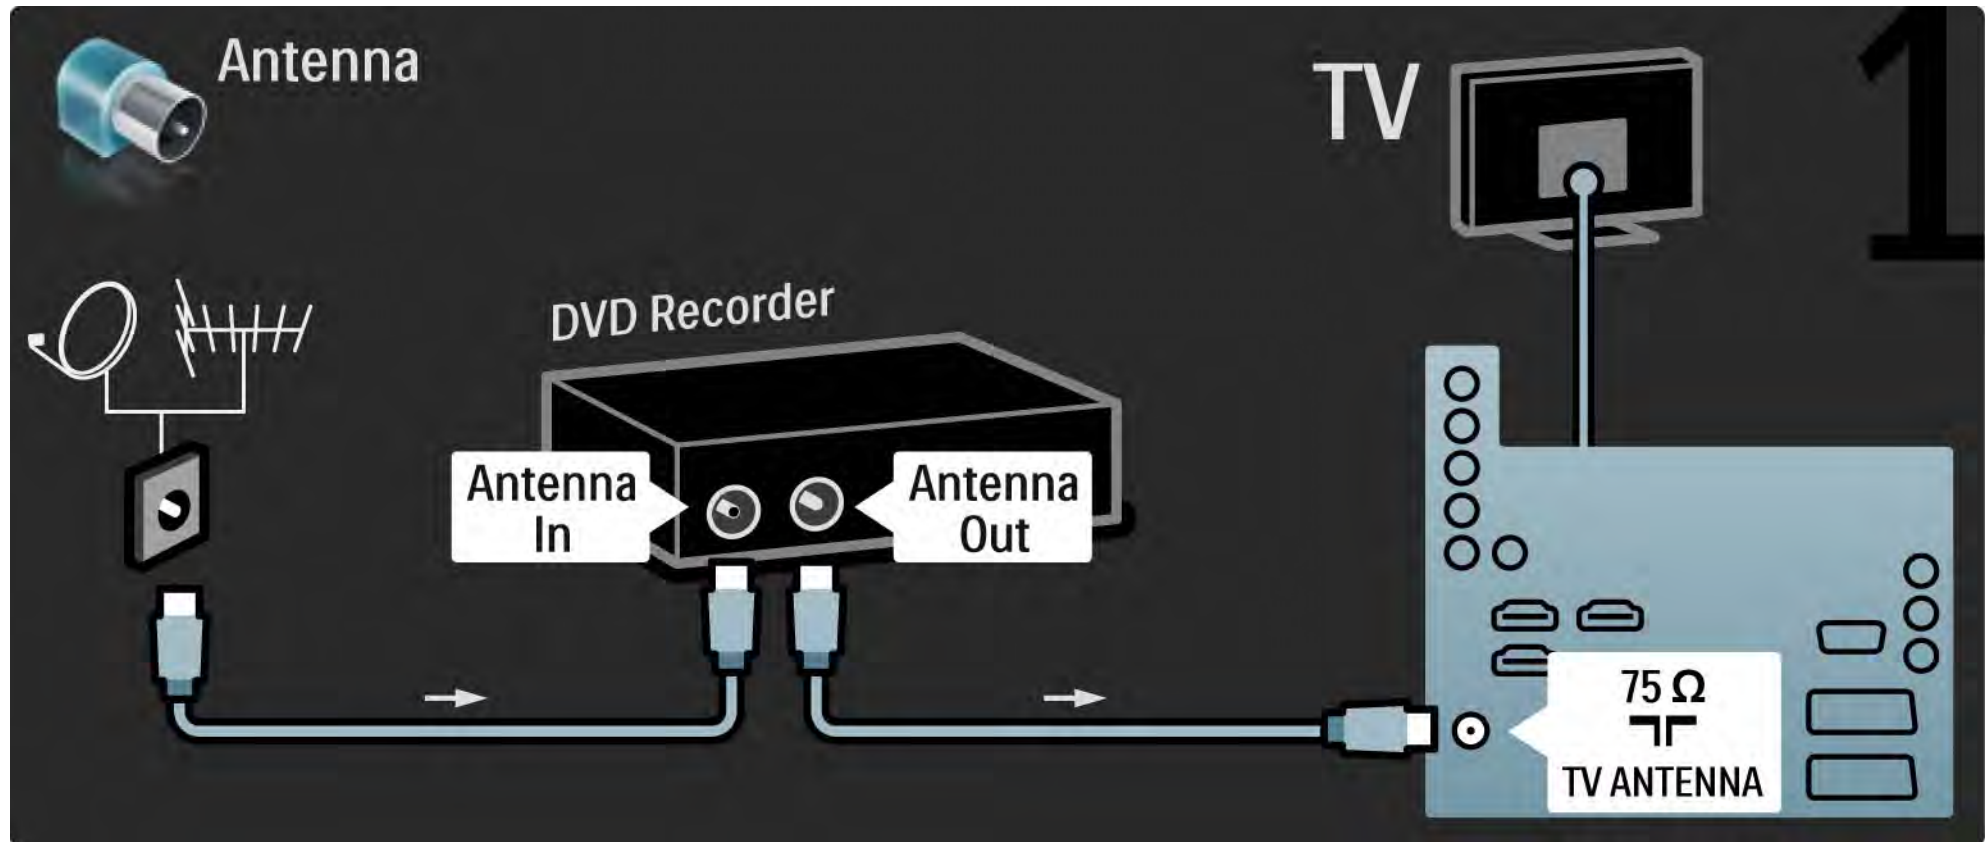 Antenna
TV
1
DVD Recorder
Antenna
In
Antenna
Out
75 Ω
TV ANTENNA